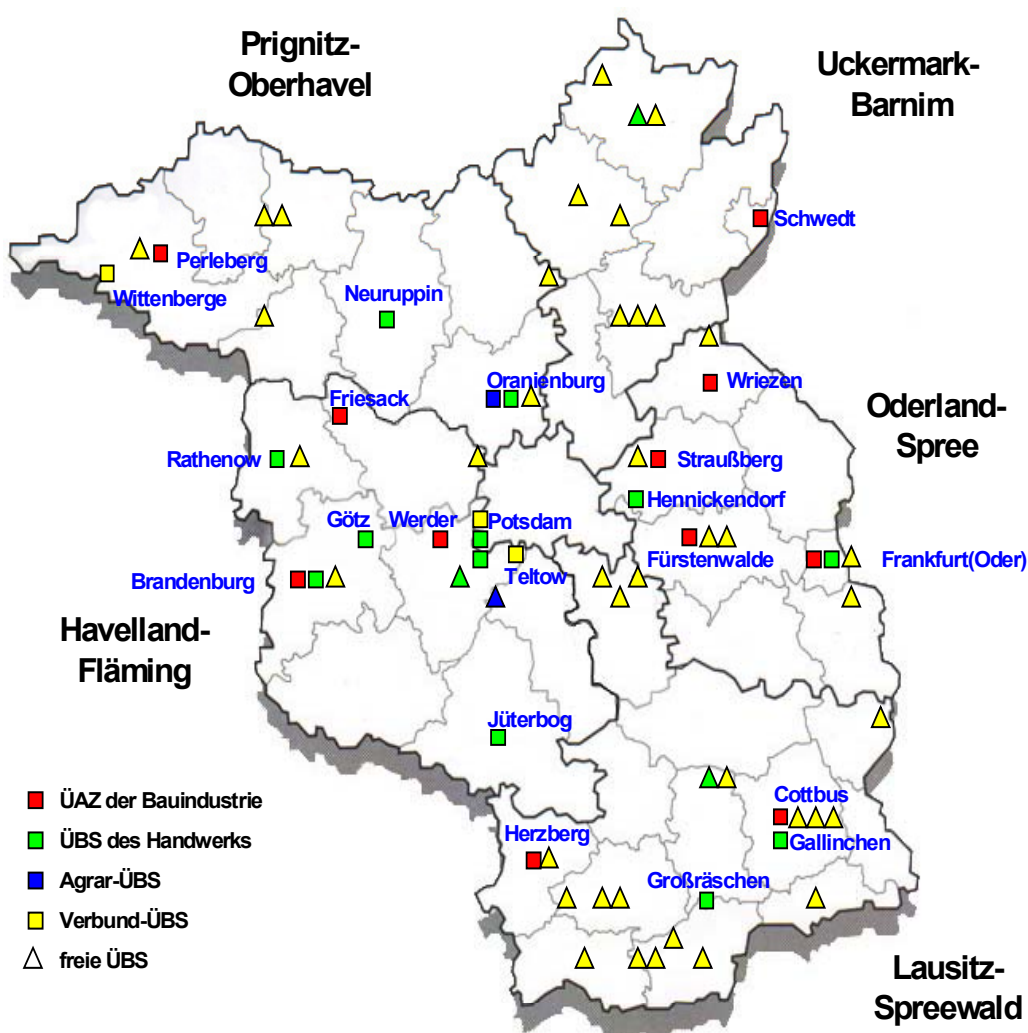 Prignitz-
Oberhavel
Uckermark-
Barnim
Schwedt
Perleberg
Wittenberge
Neuruppin
Oranienburg
Wriezen
Friesack
Oderland-
Spree
Rathenow
Straußberg
Hennickendorf
Götz
Werder
Potsdam
Fürstenwalde
Frankfurt(Oder)
Brandenburg
Teltow
Havelland-
Fläming
Jüterbog
ÜAZ der Bauindustrie
ÜBS des Handwerks
Agrar-ÜBS
Verbund-ÜBS
freie ÜBS
Cottbus
Gallinchen
Herzberg
Großräschen
Lausitz-
Spreewald